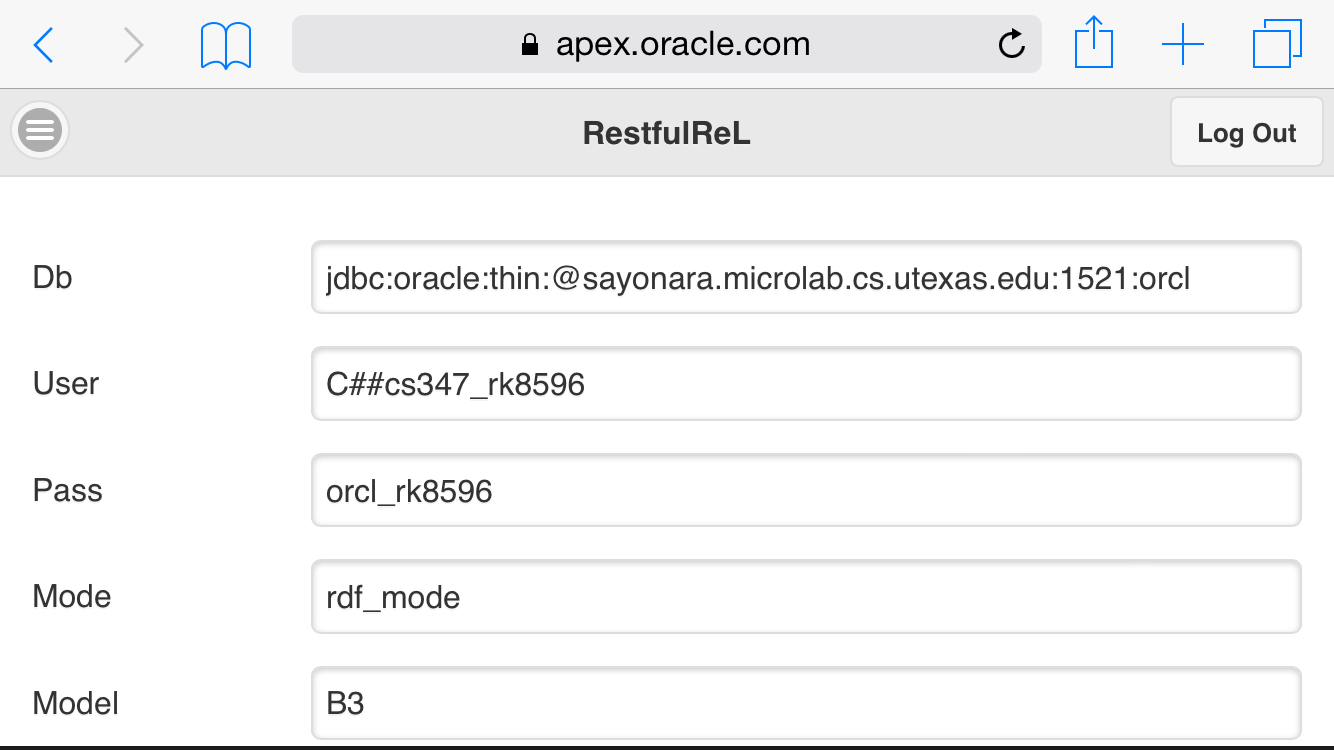 apex.oracle.com
RestfulReL
Log Out
Db
jdbc:oracle:thin:@sayonara.microlab.cs.utexas.edu:1521:orcl
User
C##cs347_rk8596
Pass
orcl_rk8596
Mode
rdf_mode
Model
B3